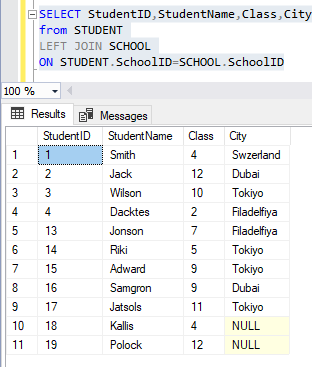 SELECT StudentID,StudentName,Class,City
from STUDENT
LEFT JOIN SCHOOL
ON STUDENT.SchoolID=SCHOOL.SchoolID
100 %
Results Messages
StudentID StudentName Class City
1 1 Smith 4 Swzerland
2 2 Jack 12 Dubai
3 3 Wilson 10 Tokiyo
4 4 Dacktes 2 Filadelfiya
5 13 Jonson 7 Filadelfiya
6 14 Riki 5 Tokiyo
7 15 Adward 9 Tokiyo
8 16 Samgron 9 Dubai
9 17 Jatsols 11 Tokiyo
10 18 Kallis 4 NULL
11 19 Polock 12 NULL